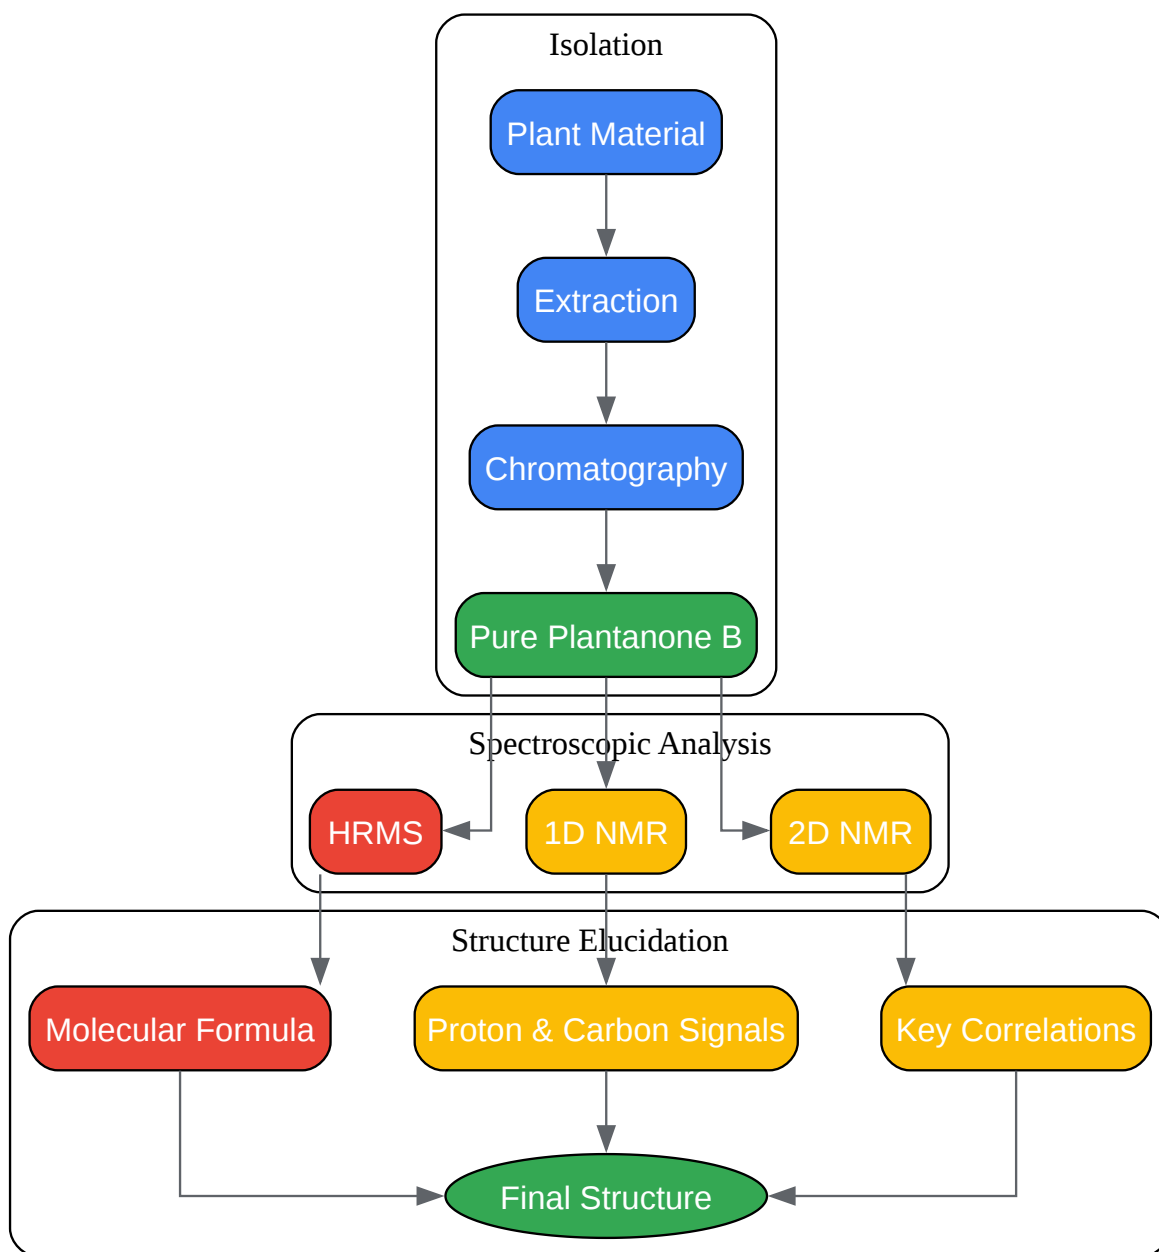 Isolation
Plant Material
Extraction
Chromatography
Pure Plantanone B
Spectroscopic Analysis
HRMS
1D NMR
2D NMR
Structure Elucidation
Molecular Formula
Proton & Carbon Signals
Key Correlations
Final Structure